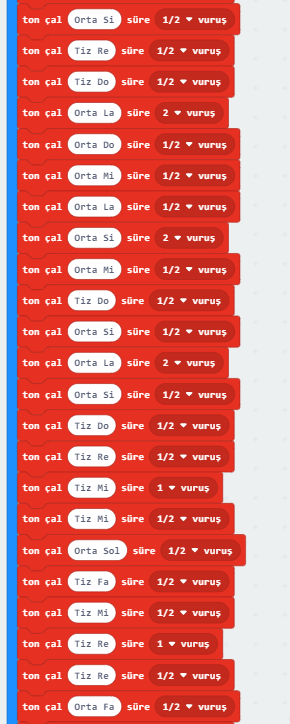 ton çal Orta Si süre 1/2 vuruş
ton çal Tiz Re süre 1/2 vuruş
ton çal Tiz Do süre 1/2 vuruş
ton çal Orta La süre 2 vuruş
ton çal Orta Do süre 1/2 vuruş
ton çal Orta Mi süre 1/2 vuruş
ton çal Orta La süre 1/2 vuruş
ton çal Orta Si süre 2 vuruş
ton çal Orta Mi süre 1/2 vuruş
ton çal Tiz Do süre 1/2 vuruş
ton çal Orta Si süre 1/2 vuruş
ton çal Orta La süre 2 vuruş
ton çal Orta Si süre 1/2 vuruş
ton çal Tiz Do süre 1/2 vuruş
ton çal Tiz Re süre 1/2 vuruş
ton çal Tiz Mi süre 1 vuruş
ton çal Tiz Mi süre 1/2 vuruş
ton çal Orta Sol süre 1/2 vuruş
ton çal Tiz Fa süre 1/2 vuruş
ton çal Tiz Mi süre 1/2 vuruş
ton çal Tiz Re süre 1 vuruş
ton çal Tiz Re süre 1/2 vuruş
ton çal Orta Fa süre 1/2 vuruş